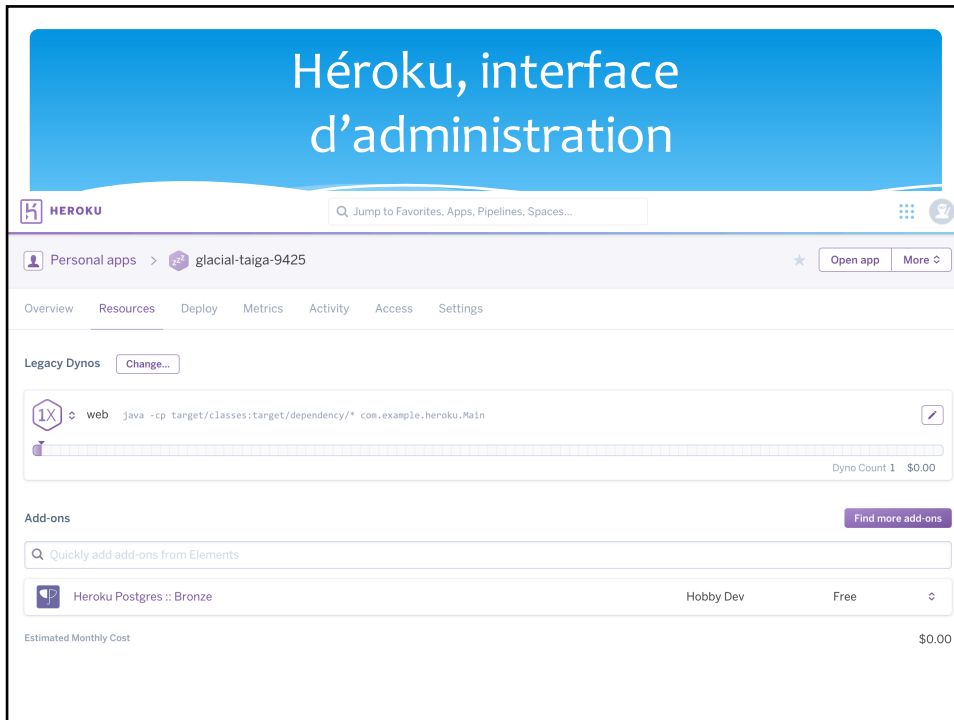 Héroku, interface
d'administration
HEROKU
Jump to Favorites, Apps, Pipelines, Spaces...
Personal apps > zzz glacial-taiga-9425
Open app More
Overview Resources Deploy Metrics Activity Access Settings
Legacy Dynos Change...
1X web java -cp target/classes:target/dependency/* com.example.heroku.Main
Dyno Count 1 $0.00
Add-ons Find more add-ons
Quickly add add-ons from Elements
Heroku Postgres :: Bronze Hobby Dev Free
Estimated Monthly Cost $0.00